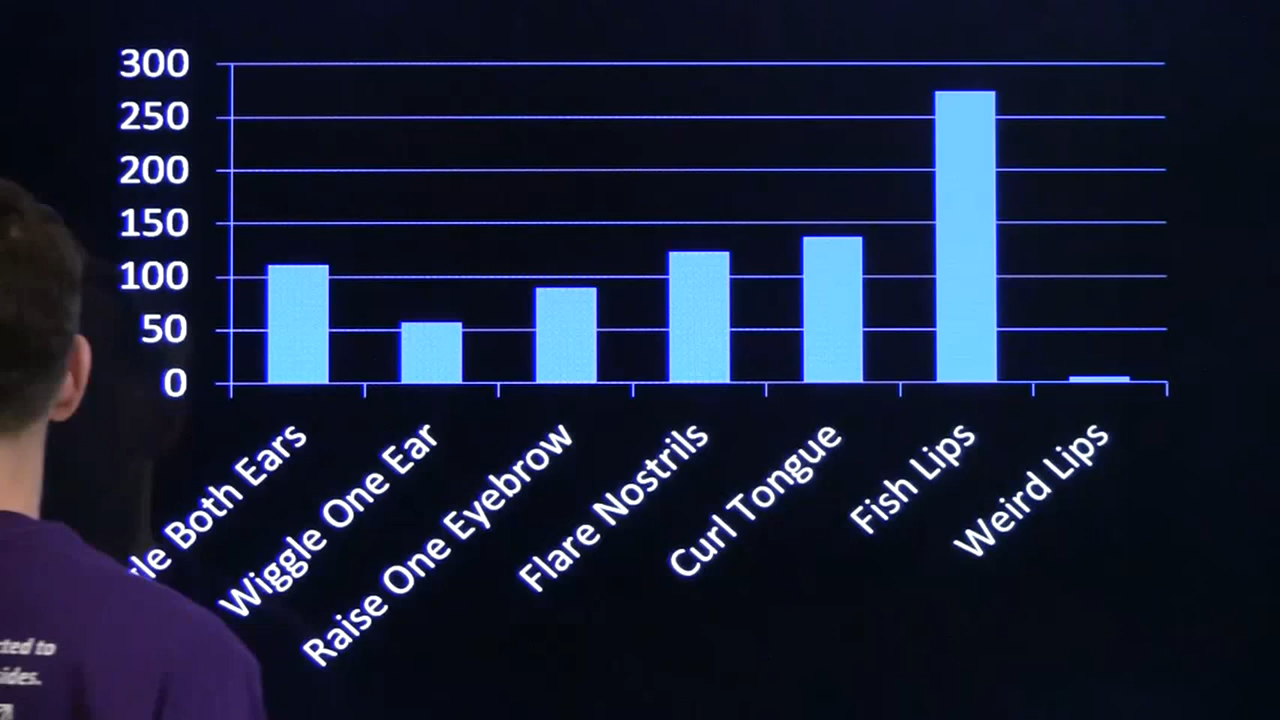 300
250
200
150
100
50
0
Both Ears
Wiggle One Ear
Raise One Eyebrow
Flare Nostrils
Curl Tongue
Fish Lips
Weird Lips
to